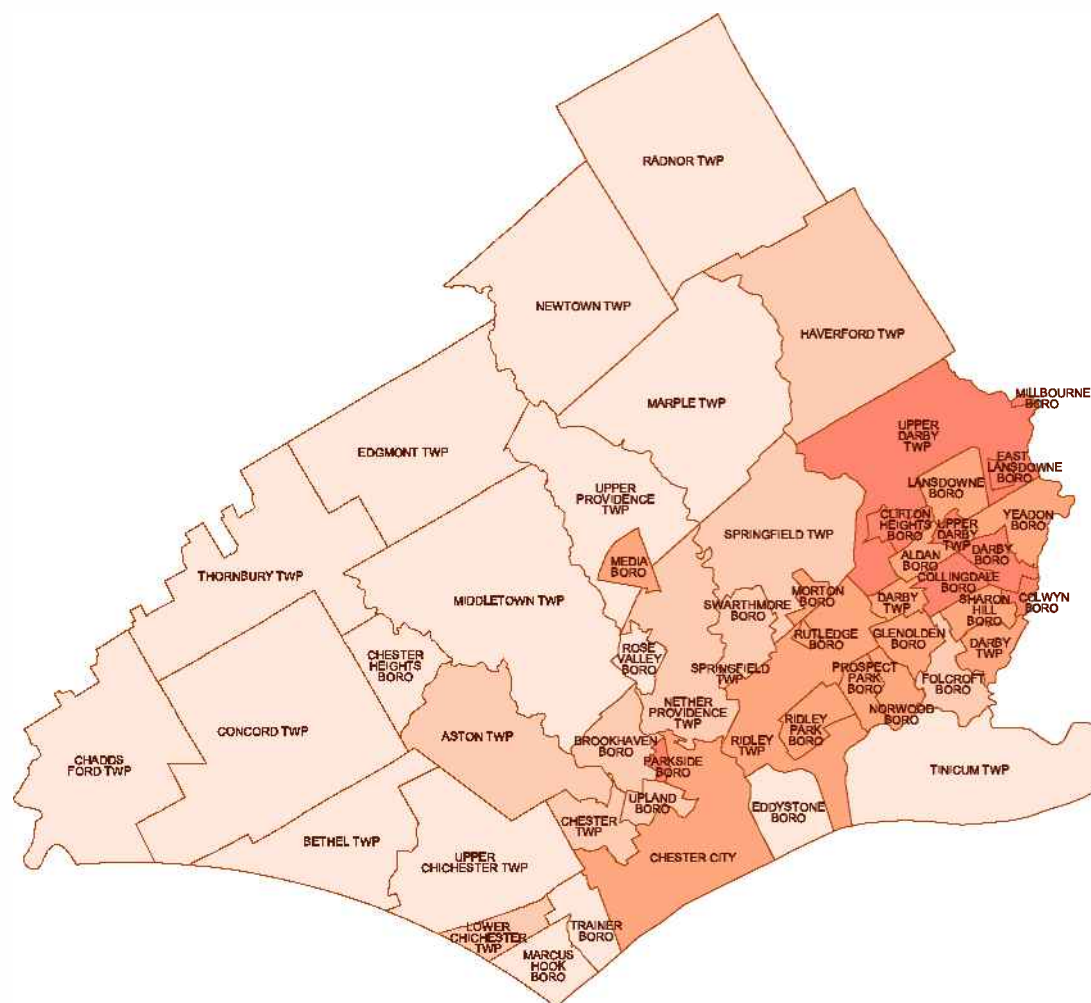 RADNOR TWP
NEWTOWN TWP
HAVERFORD TWP
MARPLE TWP
MILLBOURNE
BORO
UPPER
DARBY
TWP
EDGMONT TWP
EAST
LANSDOWNE
BORO
LANSDOWNE
BORO
UPPER
PROVIDENCE
TWP
CLIFTON
HEIGHTS
BORO
UPPER
DARBY
TWP
YEADON
BORO
SPRINGFIELD TWP
DARBY
BORO
ALDAN
BORO
MEDIA
BORO
THORNBURY TWP
COLLINGDALE
BORO
MIDDLETOWN TWP
SWARTHMORE
BORO
MORTON
BORO
DARBY
TWP
SHARON
HILL
BORO
COLWYN
BORO
RUTLEDGE
BORO
GLENOLDEN
BORO
DARBY
TWP
ROSE
VALLEY
BORO
CHESTER
HEIGHTS
BORO
SPRINGFIELD
TWP
PROSPECT
PARK
BORO
FOLCROFT
BORO
NETHER
PROVIDENCE
TWP
NORWOOD
BORO
CONCORD TWP
ASTON TWP
BROOKHAVEN
BORO
RIDLEY
TWP
RIDLEY
PARK
BORO
CHADDS
FORD TWP
PARKSIDE
BORO
TINICUM TWP
UPLAND
BORO
EDDYSTONE
BORO
CHESTER
TWP
BETHEL TWP
UPPER
CHICHESTER TWP
CHESTER CITY
LOWER
CHICHESTER
TWP
TRAINER
BORO
MARCUS
HOOK
BORO